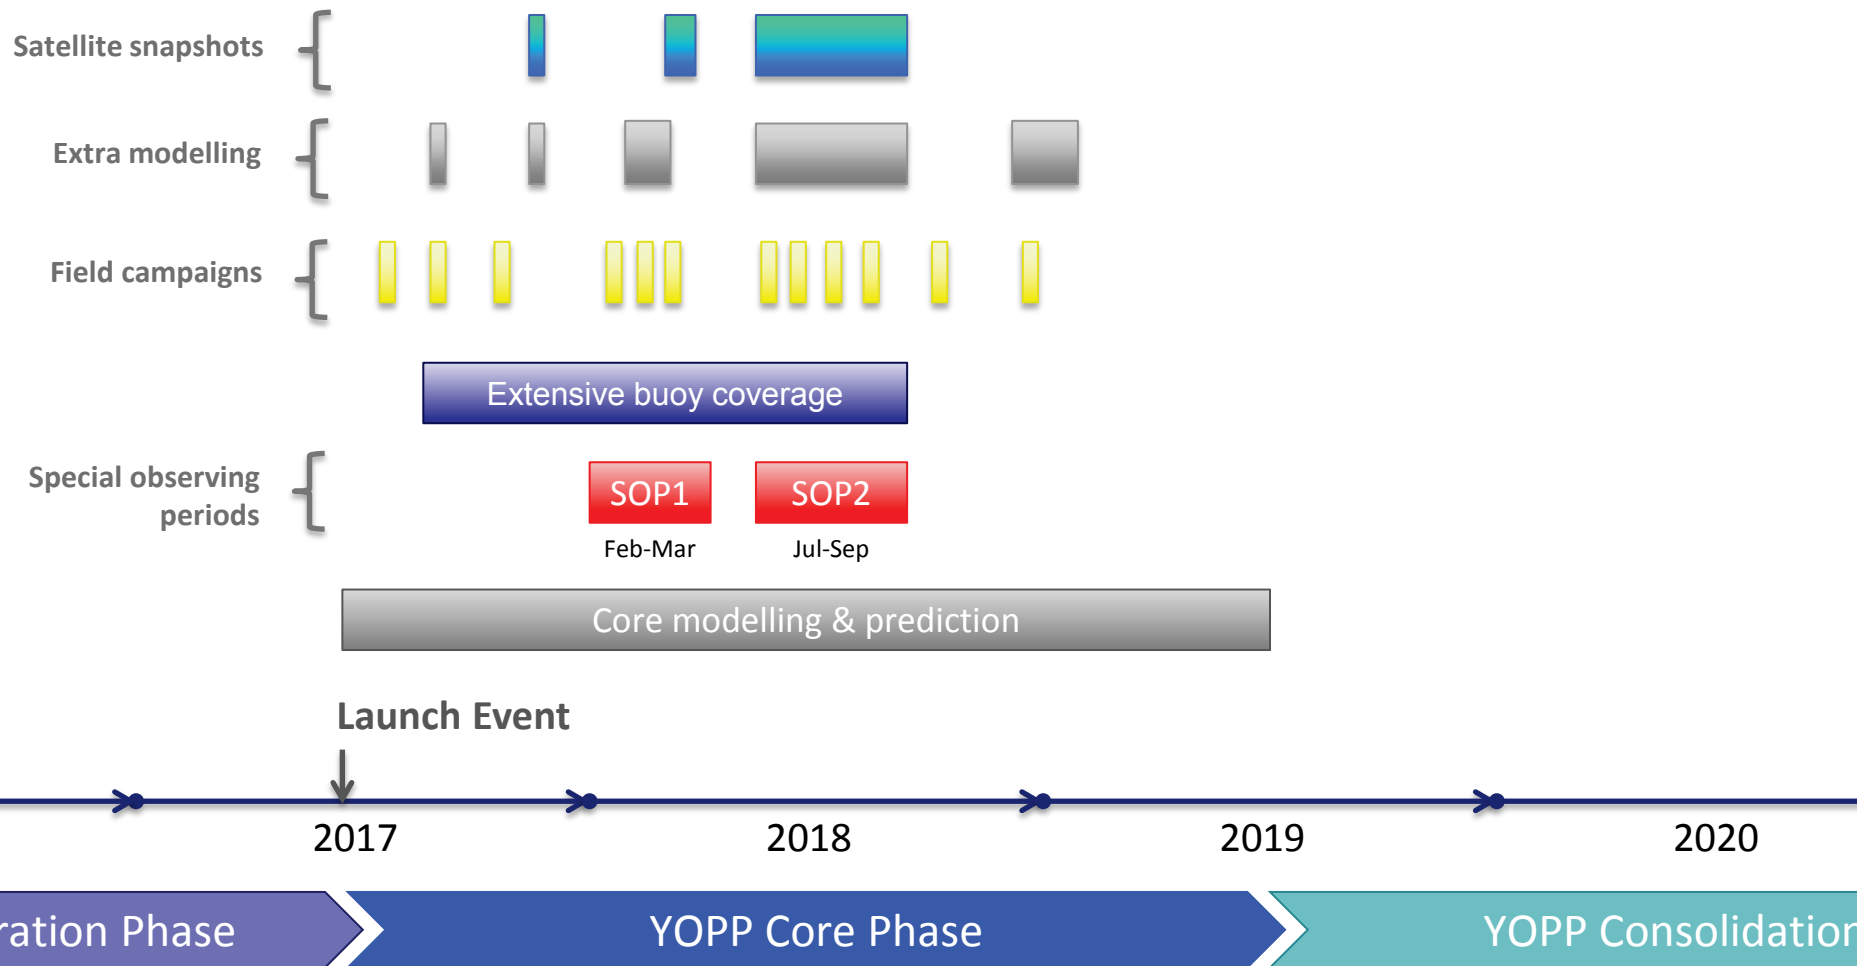 Satellite snapshots
Extra modelling
Field campaigns
Extensive buoy coverage
Special observing
periods
SOP1
SOP2
Feb-Mar
Jul-Sep
Core modelling & prediction
Launch Event
2017
2018
2019
2020
ration Phase
YOPP Core Phase
YOPP Consolidation